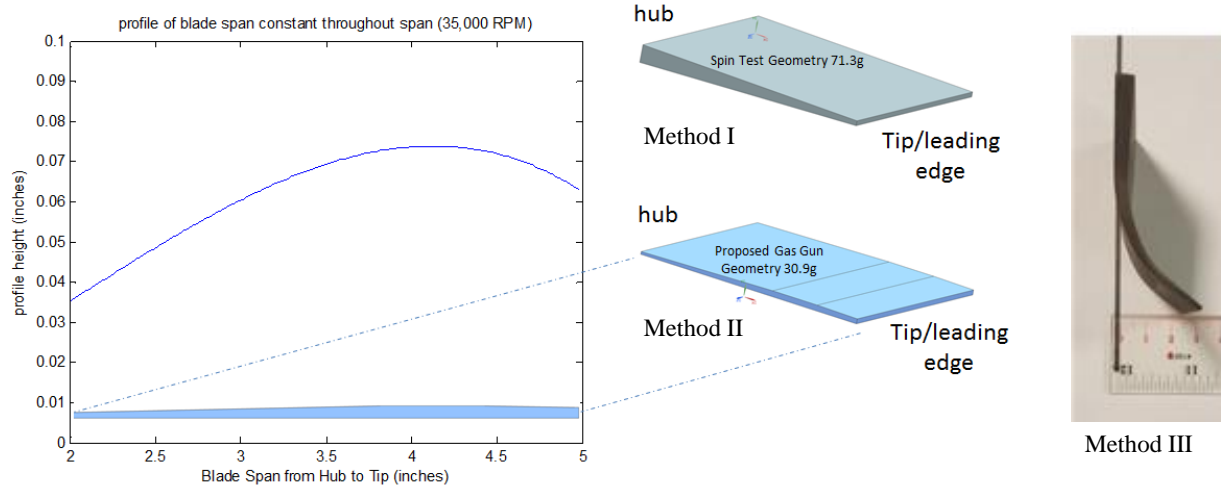 profile of blade span constant throughout span (35,000 RPM)
0.1
0.09
0.08
0.07
0.06
0.05
0.04
0.03
0.02
0.01
0
profile height (inches)
2
2.5
3
3.5
4
4.5
5
Blade Span from Hub to Tip (inches)
hub
Spin Test Geometry 71.3g
Method I
Tip/leading
edge
hub
Proposed Gas Gun
Geometry 30.9g
Method II
Tip/leading
edge
Method III